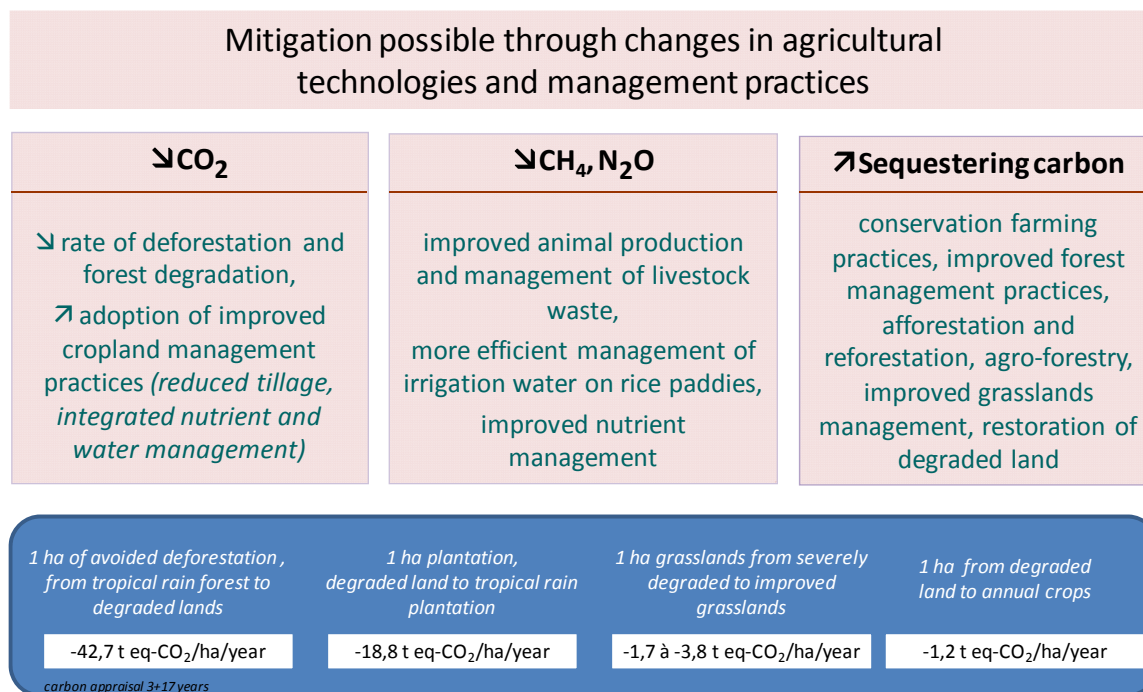 Mitigation possible through changes in agricultural
technologies and management practices
↘CO₂
↘ rate of deforestation and
forest degradation,
↗ adoption of improved
cropland management
practices (reduced tillage,
integrated nutrient and
water management)
↘CH₄, N₂O
improved animal production
and management of livestock
waste,
more efficient management of
irrigation water on rice paddies,
improved nutrient
management
↗Sequestering carbon
conservation farming
practices, improved forest
management practices,
afforestation and
reforestation, agro-forestry,
improved grasslands
management, restoration of
degraded land
1 ha of avoided deforestation ,
from tropical rain forest to
degraded lands
-42,7 t eq-CO₂/ha/year
1 ha plantation,
degraded land to tropical rain
plantation
-18,8 t eq-CO₂/ha/year
1 ha grasslands from severely
degraded to improved
grasslands
-1,7 à -3,8 t eq-CO₂/ha/year
1 ha from degraded
land to annual crops
-1,2 t eq-CO₂/ha/year
carbon appraisal 3+17 years